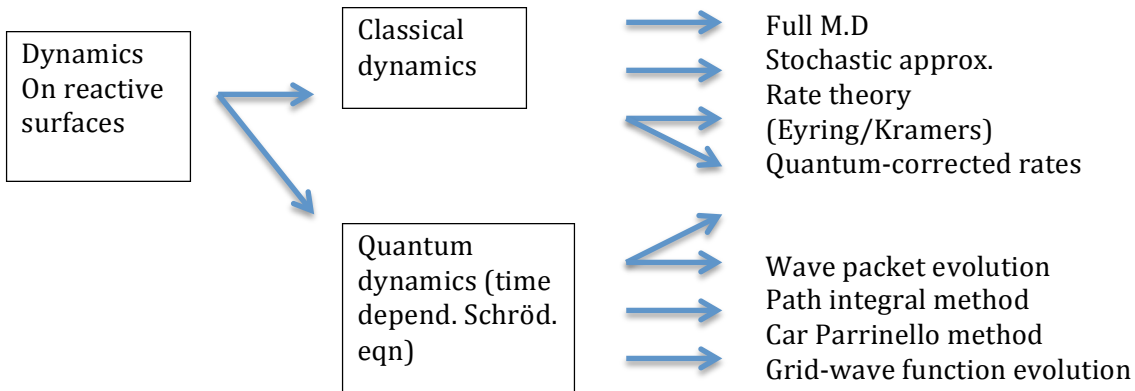 Dynamics
On reactive
surfaces
Classical
dynamics
Full M.D
Stochastic approx.
Rate theory
(Eyring/Kramers)
Quantum-corrected rates
Quantum
dynamics (time
depend. Schröd.
eqn)
Wave packet evolution
Path integral method
Car Parrinello method
Grid-wave function evolution